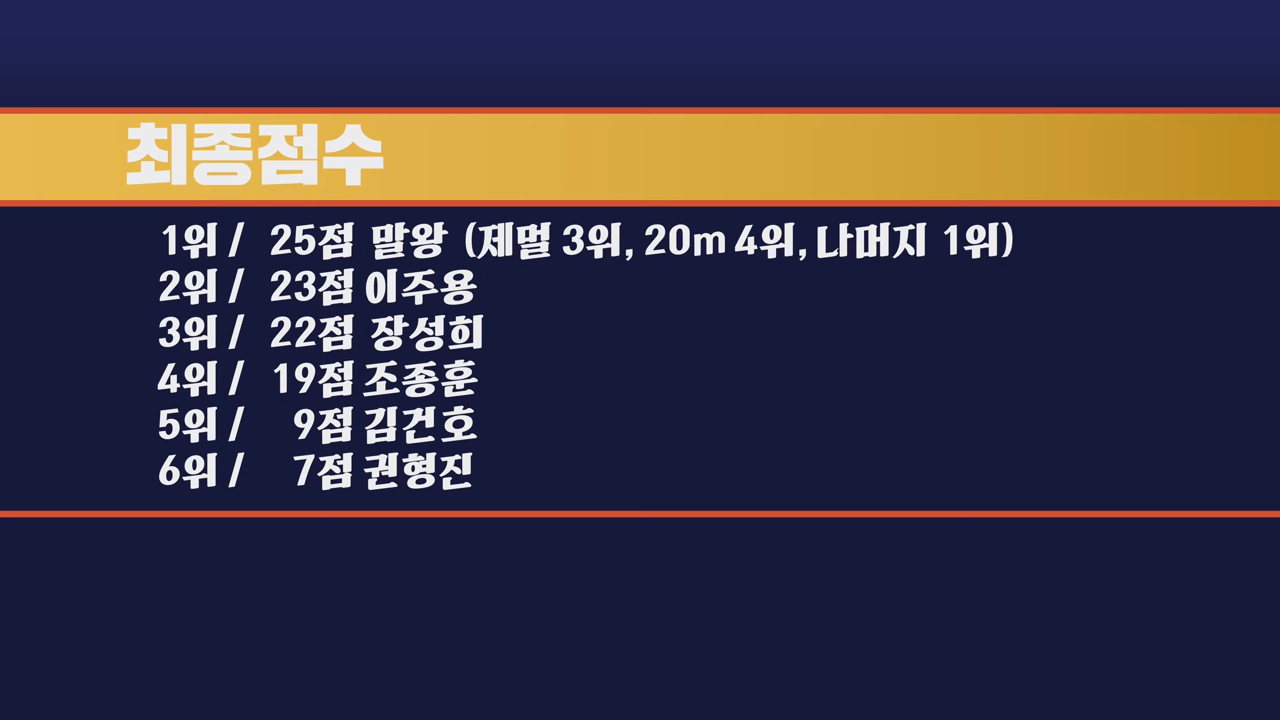 최종점수
1위 / 25점 말왕 (제멀 3위, 20m 4위, 나머지 1위)
2위 / 23점 이주용
3위 / 22점 장성희
4위 / 19점 조종훈
5위 / 9점 김건호
6위 / 7점 권형진